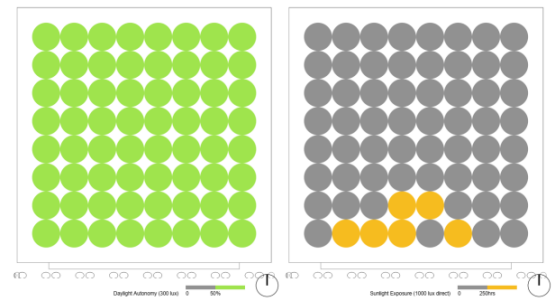 Daylight Autonomy (300 lux)
0
50%
Sunlight Exposure (1000 lux direct)
0
250hrs